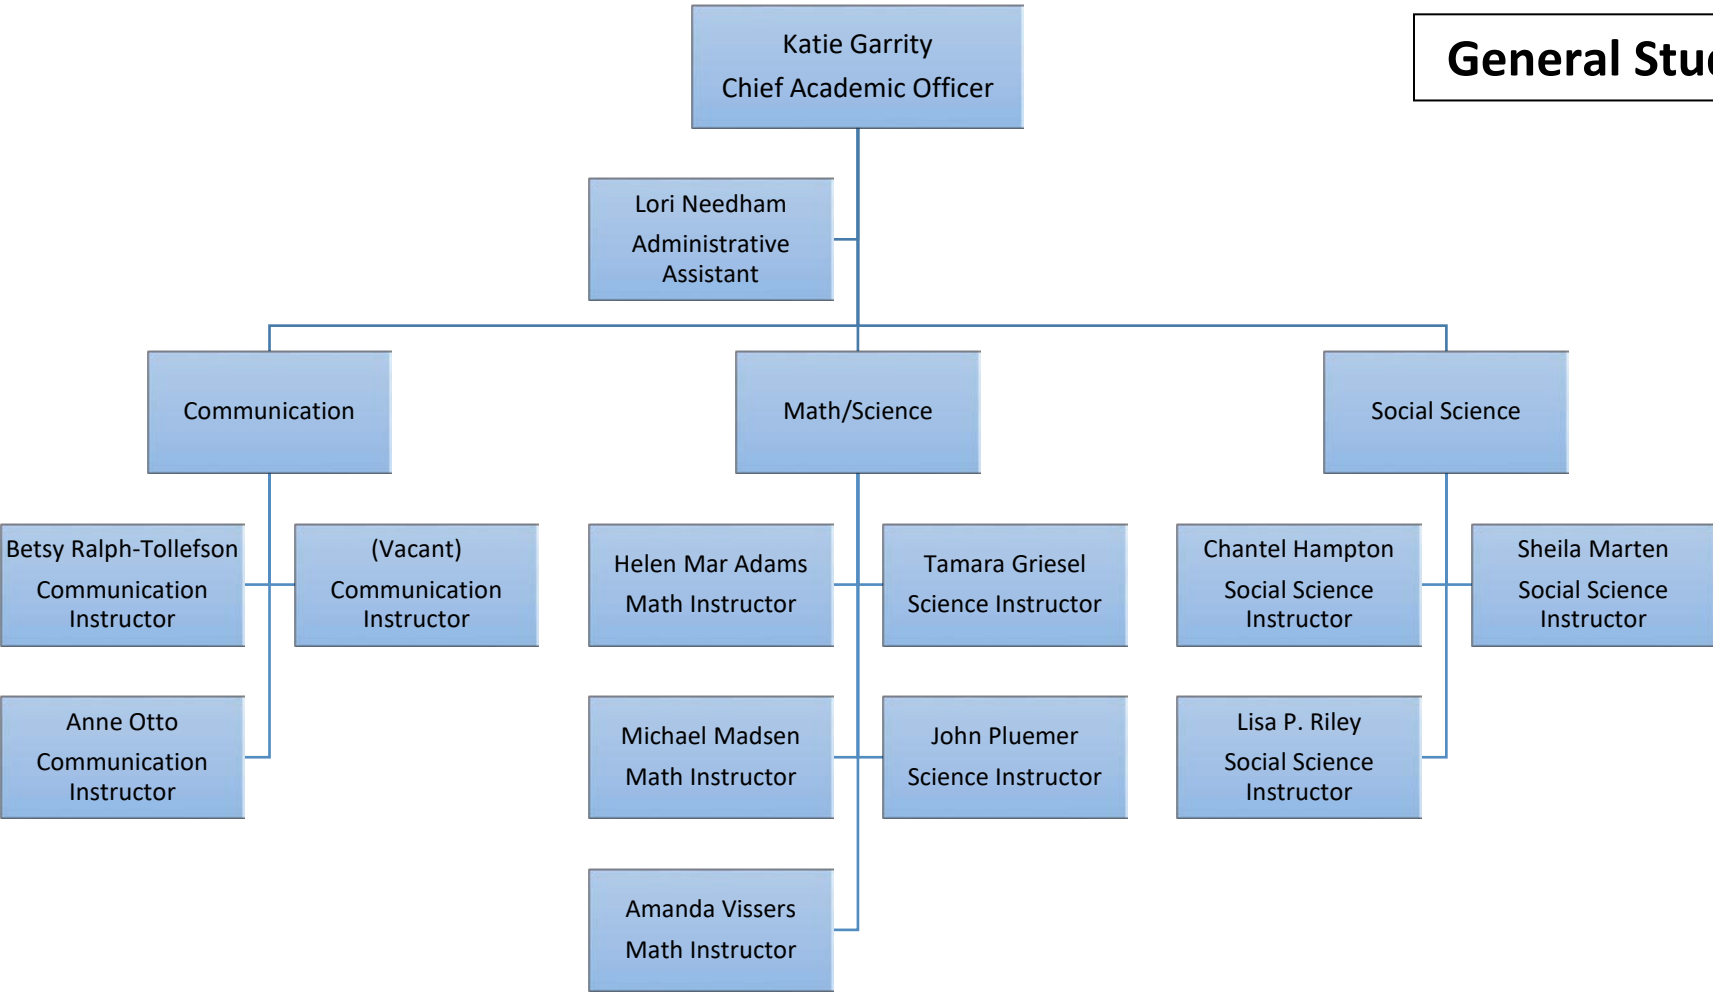 Katie Garrity
Chief Academic Officer
General
Lori Needham
Administrative
Assistant
Communication
Math/Science
Social Science
Betsy Ralph-Tollefson
Communication
Instructor
(Vacant)
Communication
Instructor
Helen Mar Adams
Math Instructor
Tamara Griesel
Science Instructor
Chantel Hampton
Social Science
Instructor
Sheila Marten
Social Science
Instructor
Anne Otto
Communication
Instructor
Michael Madsen
Math Instructor
John Pluemer
Science Instructor
Lisa P. Riley
Social Science
Instructor
Amanda Vissers
Math Instructor